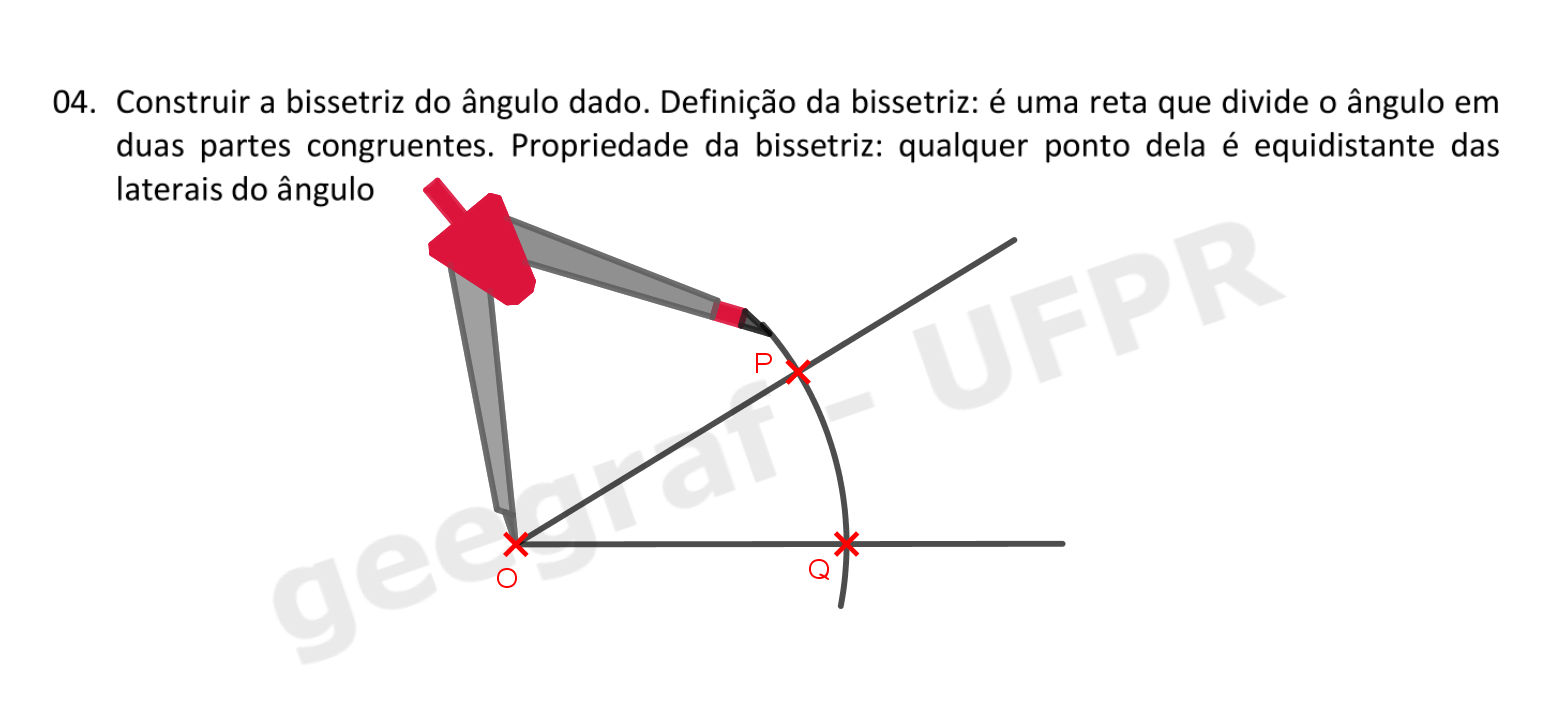 04. Construir a bissetriz do ângulo dado. Definição da bissetriz: é uma reta que divide o ângulo em
duas partes congruentes. Propriedade da bissetriz: qualquer ponto dela é equidistante das
laterais do ângulo
P
O
Q
geegraf - UFPR